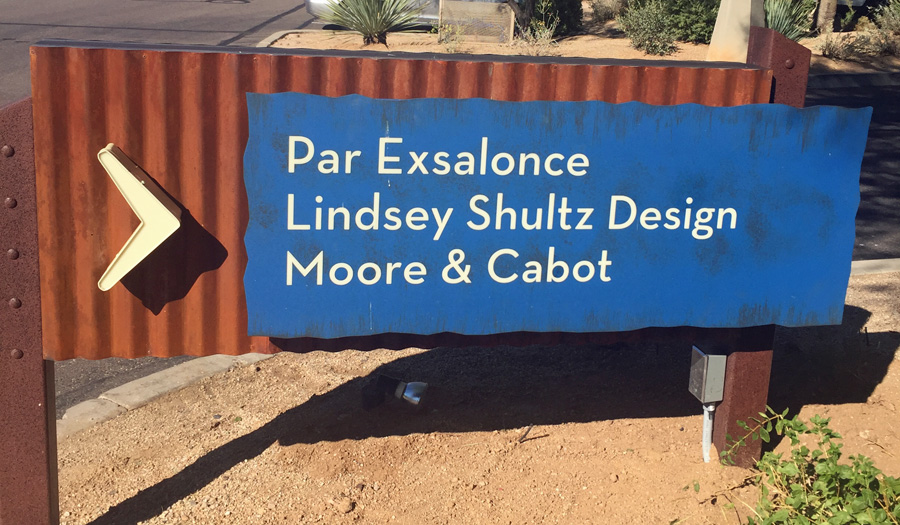 Par Exsalonce
Lindsey Shultz Design
Moore & Cabot